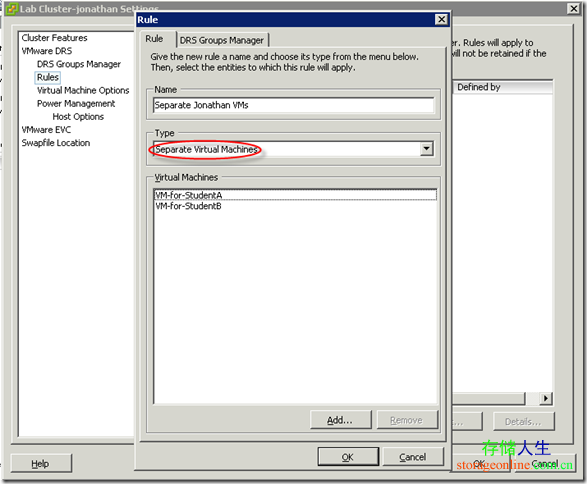 Lab Cluster-jonathan Settings
Rule
Cluster Features
VMware DRS
DRS Groups Manager
Rules
Virtual Machine Options
Power Management
Host Options
VMware EVC
Swapfile Location
Rule
DRS Groups Manager
Give the new rule a name and choose its type from the menu below.
Then, select the entities to which this rule will apply.
Name
Separate Jonathan VMs
Type
Separate Virtual Machines
Virtual Machines
VM-for-StudentA
VM-for-StudentB
Add...
Remove
OK
Cancel
er. Rules will apply to
will not be retained if the
Defined by
Details...
Help
OK
Cancel
存储人生